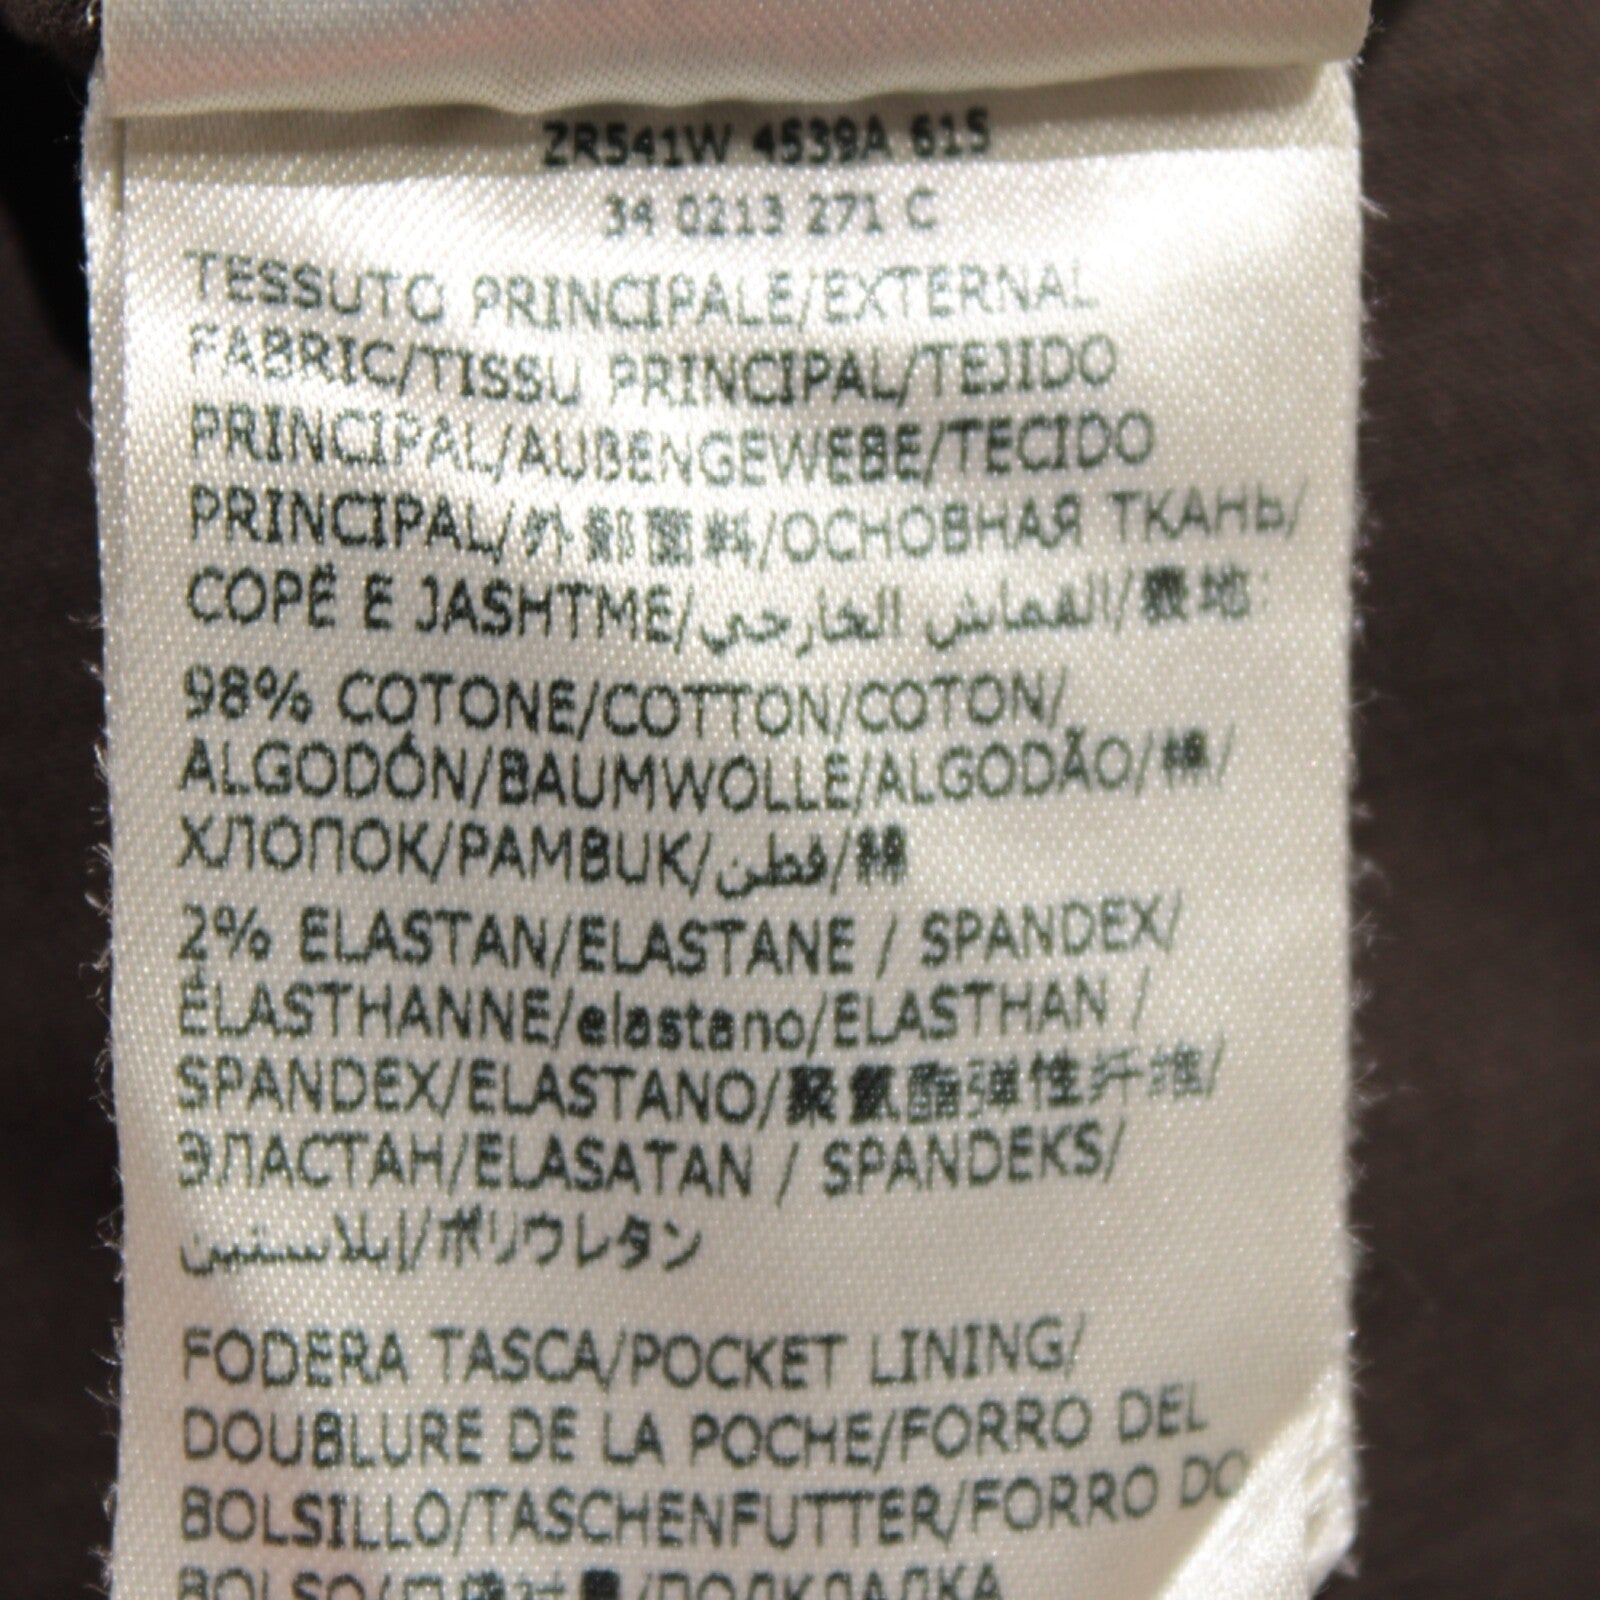 ZR541W 4539A 615
34 0213 271 C
TESSUTO PRINCIPALE/EXTERNAL
FABRIC/TISSU PRINCIPAL/TEJIDO
PRINCIPAL/AUBENGEWEBE/TECIDO
PRINCIPAL/外部面料/ОСНОВНАЯ ТКАНЬ/
COPË E JASHTME/القماش الخارجي/表地:
98% COTONE/COTTON/COTON/
ALGODÓN/BAUMWOLLE/ALGODÃO/棉/
ХЛОПОК/PAMBUK/قطن/綿
2% ELASTAN/ELASTANE / SPANDEX/
ÉLASTHANNE/elastano/ELASTHAN /
SPANDEX/ELASTANO/聚氨酯弹性纤维/
ЭЛАСТАН/ELASATAN / SPANDEKS/
إيلاستين/ポリウレタン
FODERA TASCA/POCKET LINING/
DOUBLURE DE LA POCHE/FORRO DEL
BOLSILLO/TASCHENFUTTER/FORRO DO
BOLSO/ПОДКЛАДКА